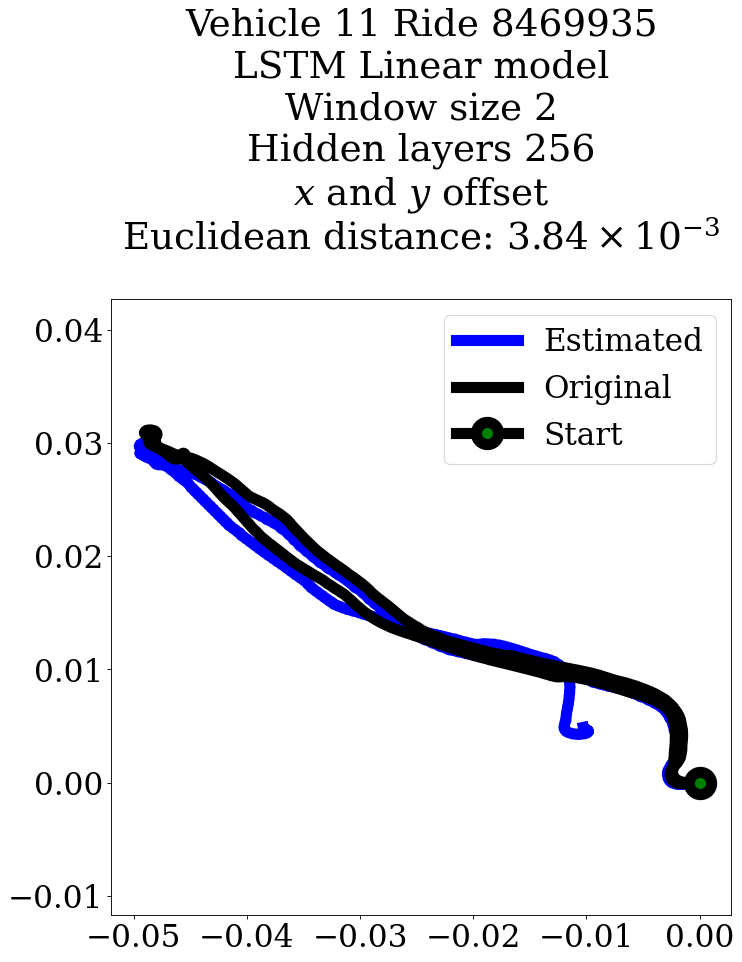 Vehicle 11 Ride 8469935
LSTM Linear model
Window size 2
Hidden layers 256
x and y offset
Euclidean distance: 3.84 × 10⁻³
Estimated
Original
Start
0.04
0.03
0.02
0.01
0.00
−0.01
−0.05 −0.04 −0.03 −0.02 −0.01 0.00